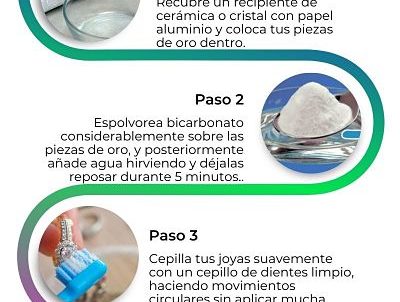 Recubre un recipiente de
cerámica o cristal con papel
aluminio y coloca tus piezas
de oro dentro.
Paso 2
Espolvorea bicarbonato
considerablemente sobre las
piezas de oro, y posteriormente
añade agua hirviendo y déjalas
reposar durante 5 minutos..
Paso 3
Cepilla tus joyas suavemente
con un cepillo de dientes limpio,
haciendo movimientos
circulares sin aplicar mucha